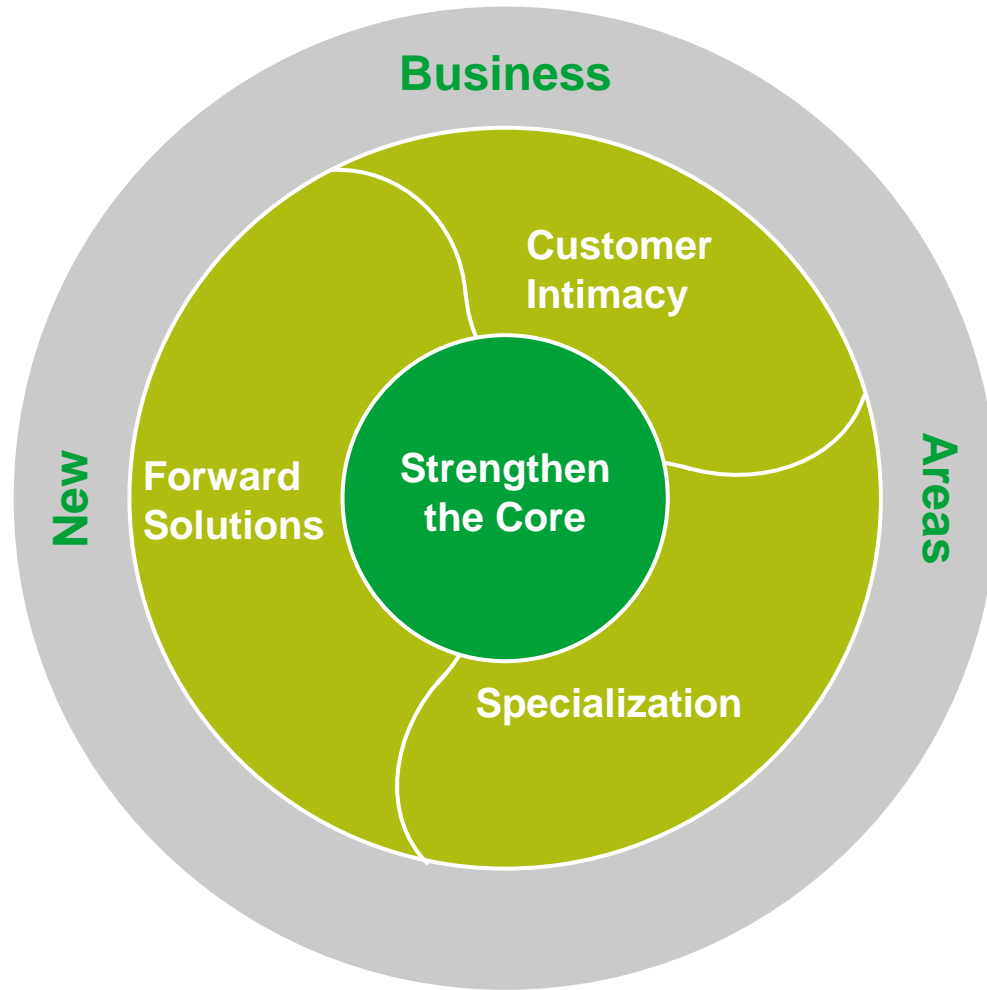 New
Business
Areas
Customer
Intimacy
Forward
Solutions
Strengthen
the Core
Specialization